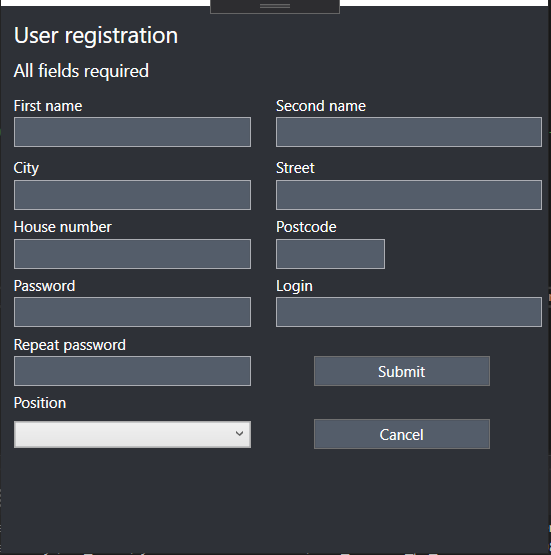 User registration
All fields required
First name
Second name
City
Street
House number
Postcode
Password
Login
Repeat password
Submit
Position
Cancel